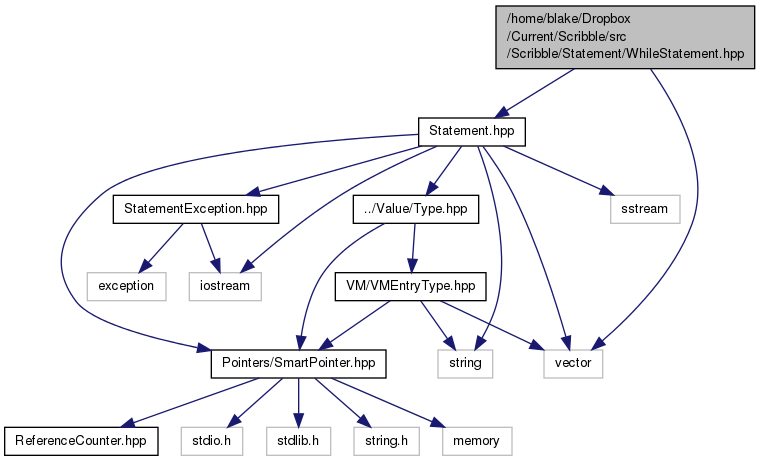 /home/blake/Dropbox
/Current/Scribble/src
/Scribble/Statement/WhileStatement.hpp
Statement.hpp
StatementException.hpp
../Value/Type.hpp
sstream
exception
iostream
VM/VMEntryType.hpp
Pointers/SmartPointer.hpp
string
vector
ReferenceCounter.hpp
stdio.h
stdlib.h
string.h
memory